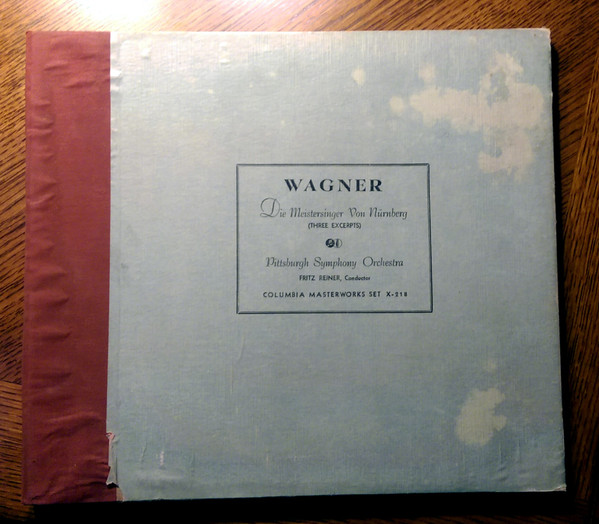 WAGNER
Die Meistersinger Von Nürnberg
(THREE EXCERPTS)
Pittsburgh Symphony Orchestra
FRITZ REINER, Conductor
COLUMBIA MASTERWORKS SET X-218